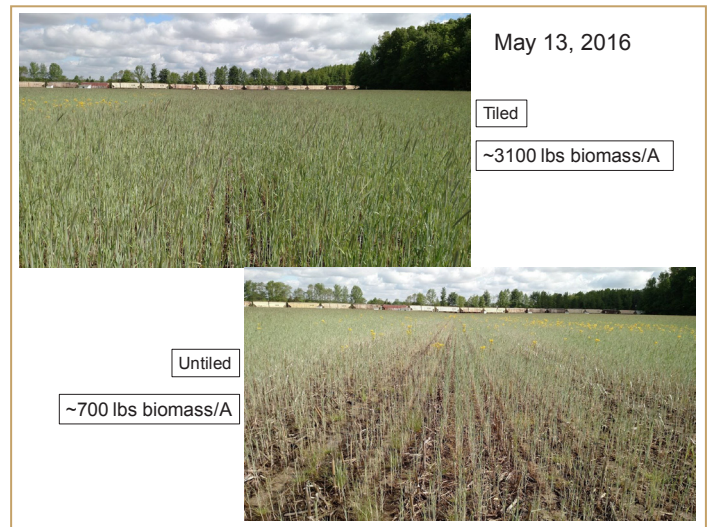 May 13, 2016
Tiled
~3100 lbs biomass/A
Untiled
~700 lbs biomass/A